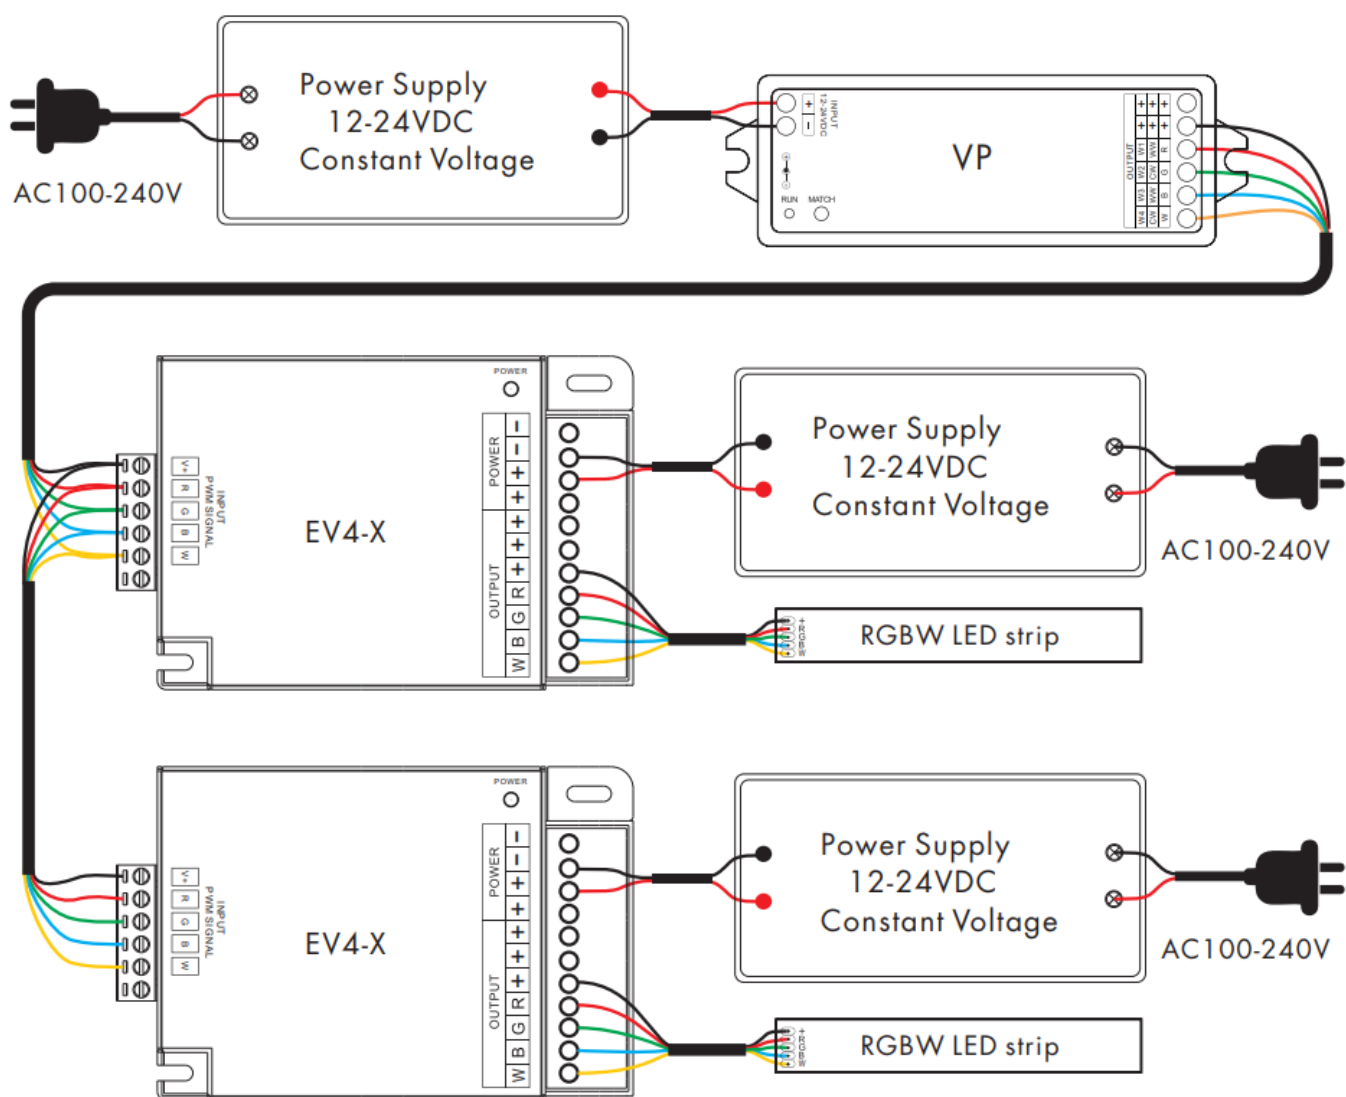 Power Supply
12-24VDC
Constant Voltage
AC100-240V
+
-
INPUT
12-24VDC
RUN
MATCH
VP
OUTPUT
+ + +
+ + +
W1 WW R
W2 CW G
W3 WW B
W4 CW W
POWER
V+
R
G
B
W
INPUT
PWM SIGNAL
EV4-X
POWER
-
-
+
+
OUTPUT
+
+
+
R
G
B
W
Power Supply
12-24VDC
Constant Voltage
AC100-240V
+
R
G
B
W
RGBW LED strip
POWER
V+
R
G
B
W
INPUT
PWM SIGNAL
EV4-X
POWER
-
-
+
+
OUTPUT
+
+
+
R
G
B
W
Power Supply
12-24VDC
Constant Voltage
AC100-240V
+
R
G
B
W
RGBW LED strip